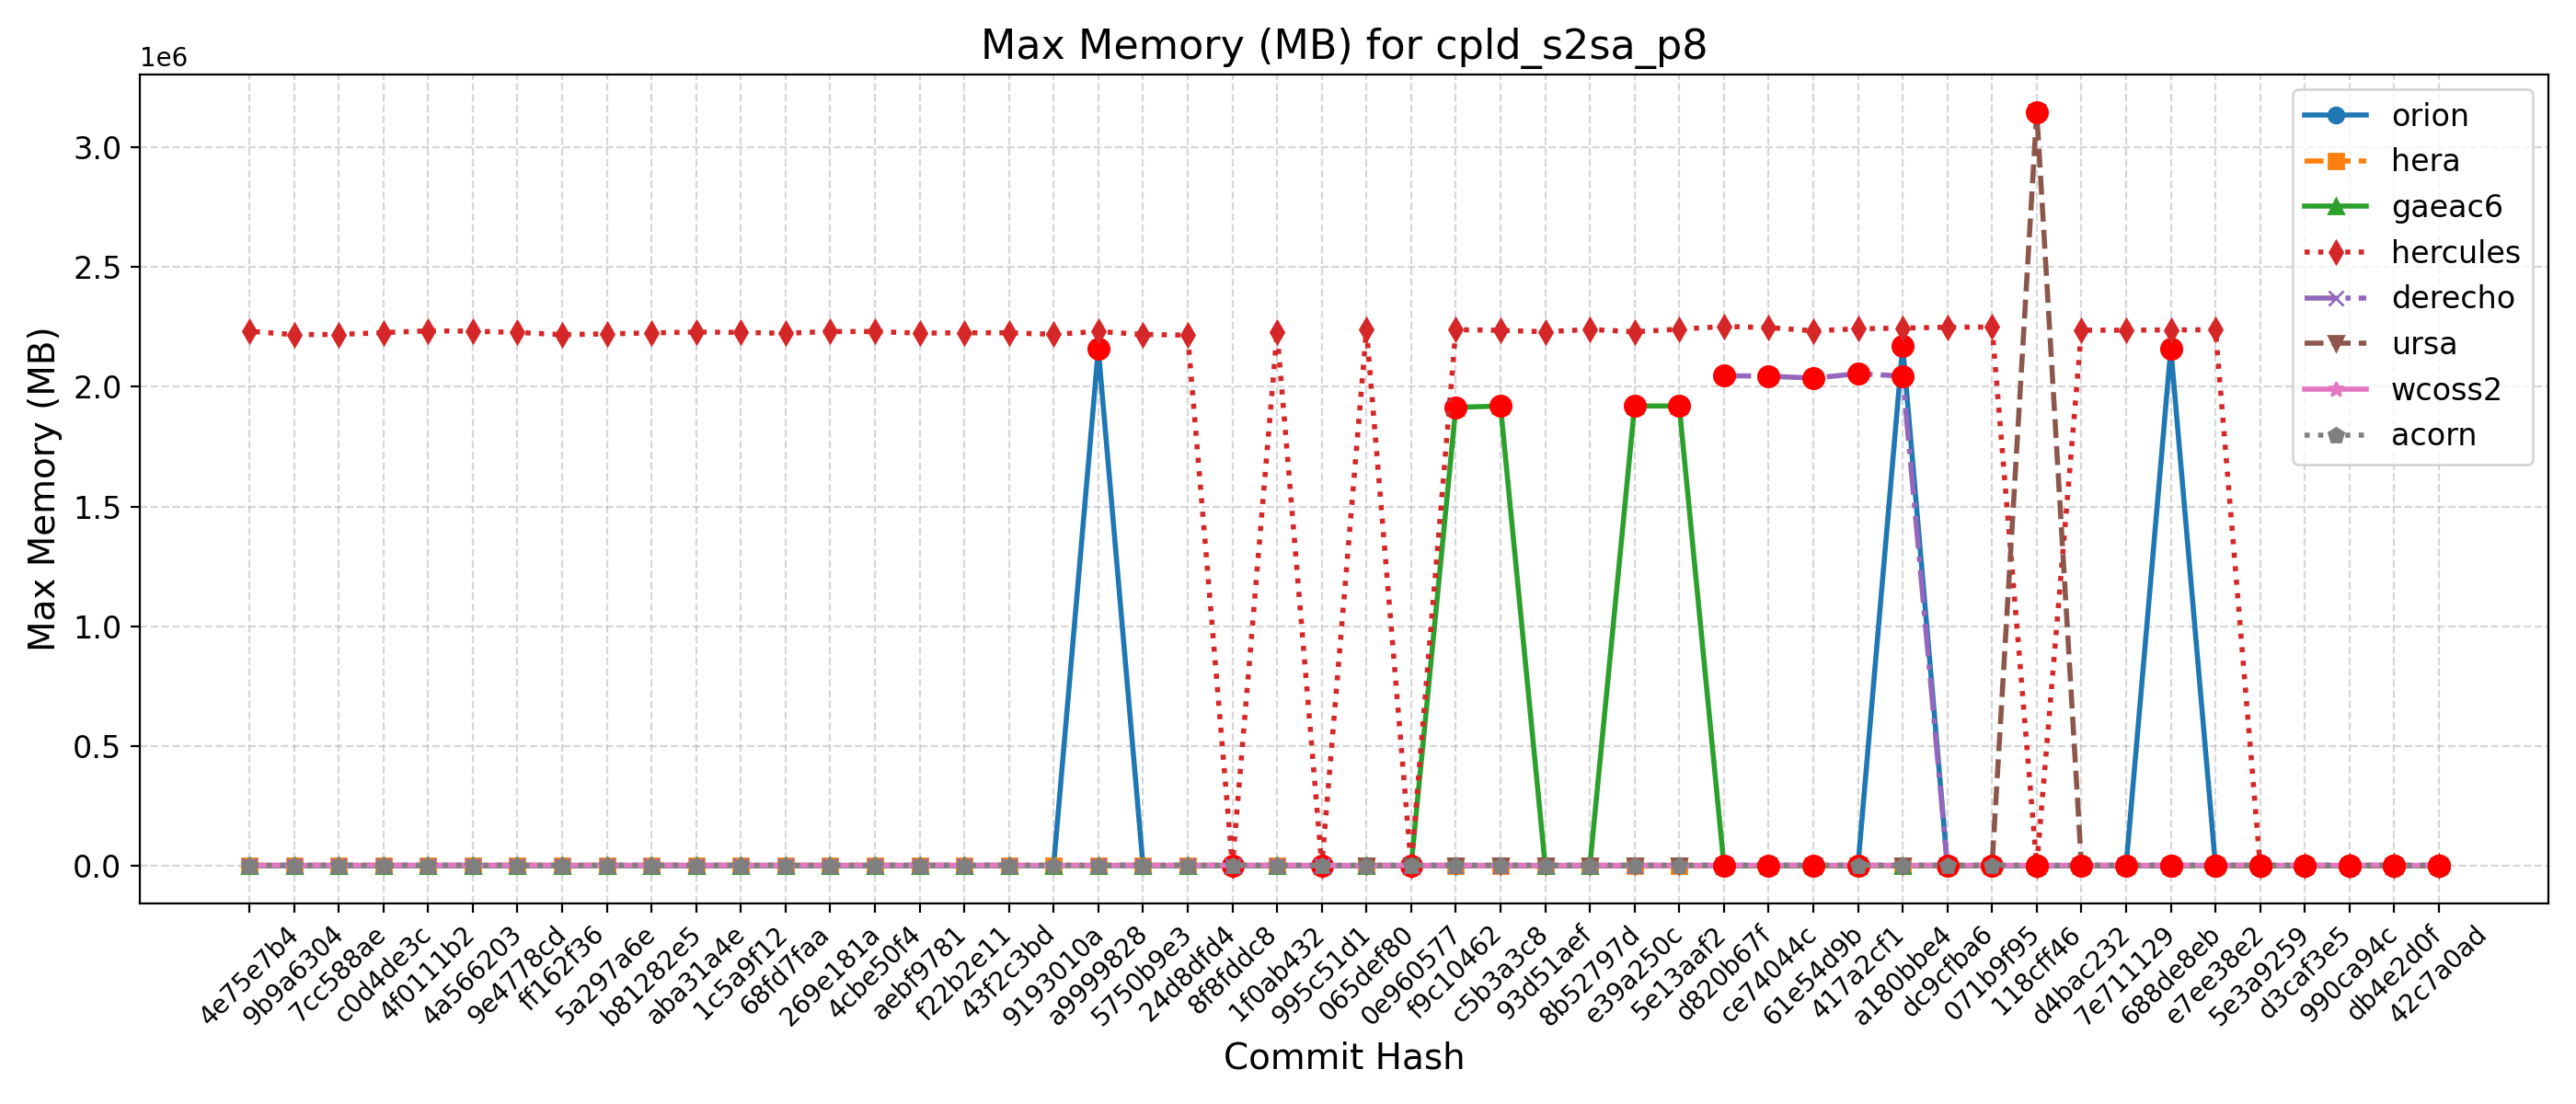 Max Memory (MB) for cpld_s2sa_p8
1e6
3.0
2.5
2.0
1.5
1.0
0.5
0.0
Max Memory (MB)
orion
hera
gaeac6
hercules
derecho
ursa
wcoss2
acorn
4e75e7b4
9b9a6304
7cc588ae
c0d4de3c
4f0111b2
4a566203
9e4778cd
ff162f36
5a297a6e
b81282e5
aba31a4e
1c5a9f12
68fd7faa
269e181a
4cbe50f4
aebf9781
f22b2e11
43f2c3bd
9193010a
a9999828
5750b9e3
24d8dfd4
8f8fddc8
1f0ab432
995c51d1
065def80
0e960577
f9c10462
c5b3a3c8
93d51aef
8b52797d
e39a250c
5e13aaf2
d820b67f
ce74044c
61e54d9b
417a2cf1
a180bbe4
dc9cfba6
071b9f95
118cff46
d4bac232
7e711129
688de8eb
e7ee38e2
5e3a9259
d3caf3e5
990ca94c
db4e2d0f
42c7a0ad
Commit Hash